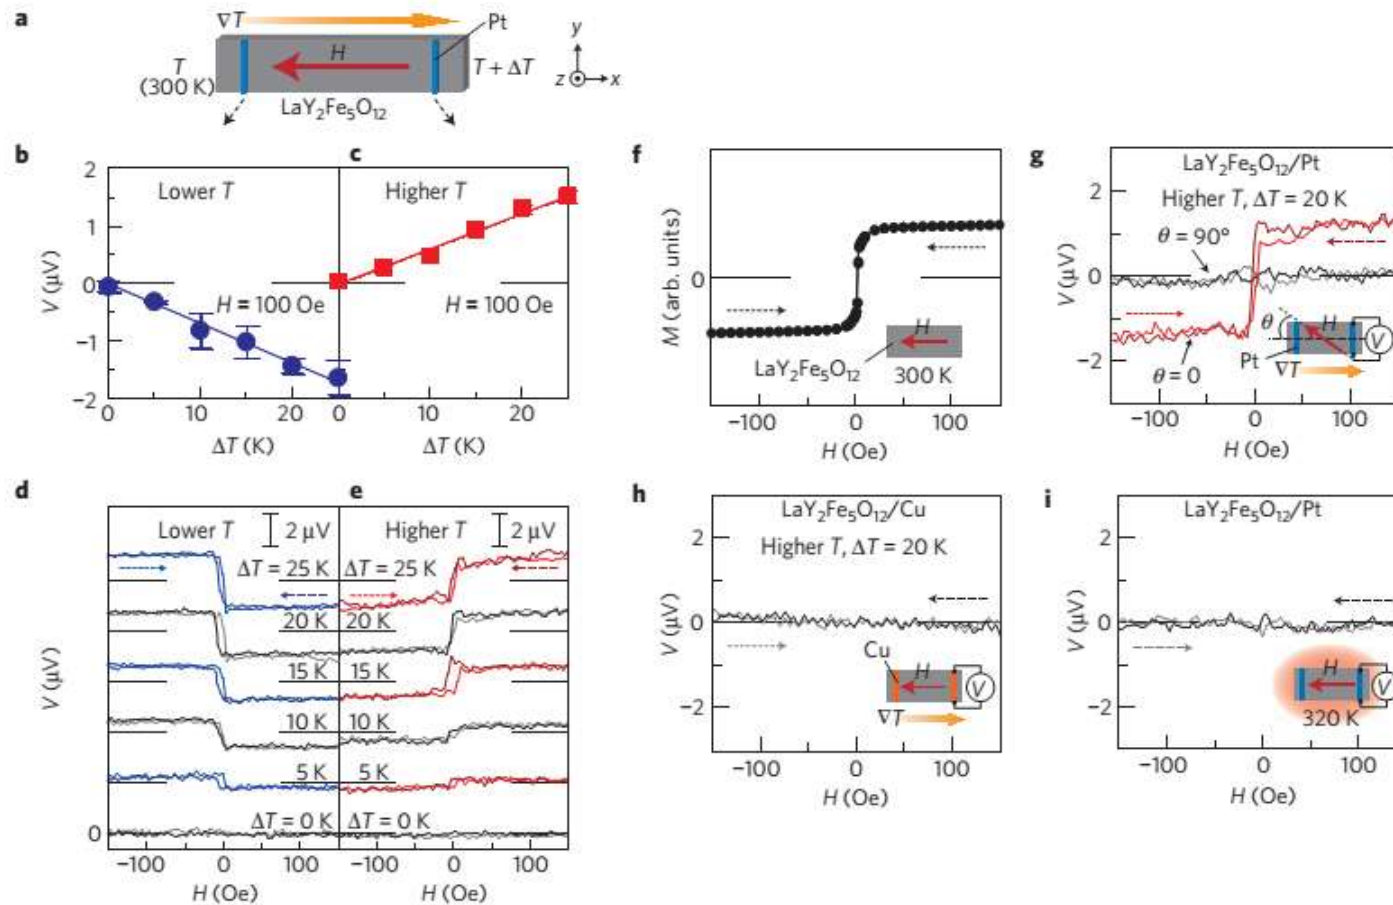 a
∇T
Pt
H
y
T
(300 K)
T + ΔT
z
x
LaY₂Fe₅O₁₂
b
c
2
Lower T
Higher T
1
V (μV)
0
H = 100 Oe
H = 100 Oe
−1
−2
0
10
20
0
10
20
ΔT (K)
ΔT (K)
d
e
Lower T
2 μV
Higher T
2 μV
ΔT = 25 K
ΔT = 25 K
20 K
20 K
V (μV)
15 K
15 K
10 K
10 K
5 K
5 K
ΔT = 0 K
ΔT = 0 K
0
−100
0
100
−100
0
100
H (Oe)
H (Oe)
f
M (arb. units)
0
H
LaY₂Fe₅O₁₂
300 K
−100
0
100
H (Oe)
g
LaY₂Fe₅O₁₂/Pt
2
Higher T, ΔT = 20 K
θ = 90°
V (μV)
0
θ
H
V
Pt
−2
θ = 0
∇T
−100
0
100
H (Oe)
h
LaY₂Fe₅O₁₂/Cu
2
Higher T, ΔT = 20 K
V (μV)
0
Cu
H
V
−2
∇T
−100
0
100
H (Oe)
i
LaY₂Fe₅O₁₂/Pt
2
V (μV)
0
H
V
−2
320 K
−100
0
100
H (Oe)